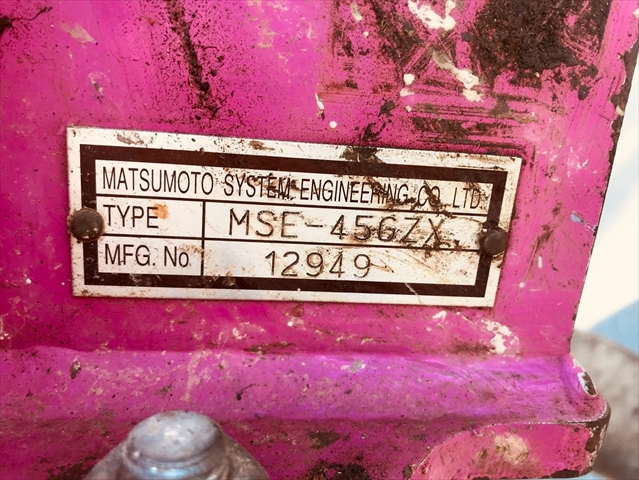 MATSUMOTO SYSTEM ENGINEERING CO. LTD.
TYPE MSE-45GZX
MFG. No 12949